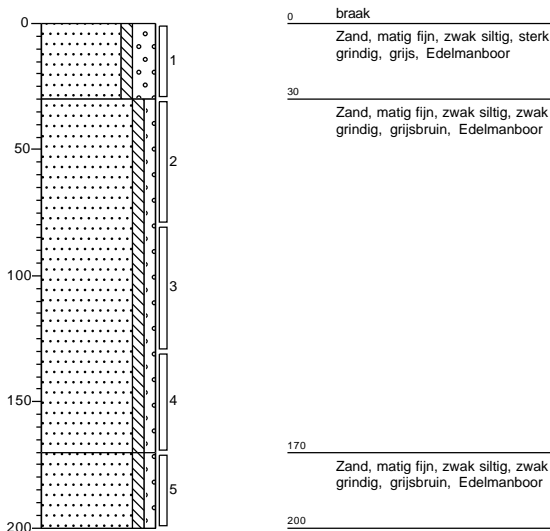 0
50
100
150
200
1
2
3
4
5
0
braak
Zand, matig fijn, zwak siltig, sterk
grindig, grijs, Edelmanboor
30
Zand, matig fijn, zwak siltig, zwak
grindig, grijsbruin, Edelmanboor
170
Zand, matig fijn, zwak siltig, zwak
grindig, grijsbruin, Edelmanboor
200